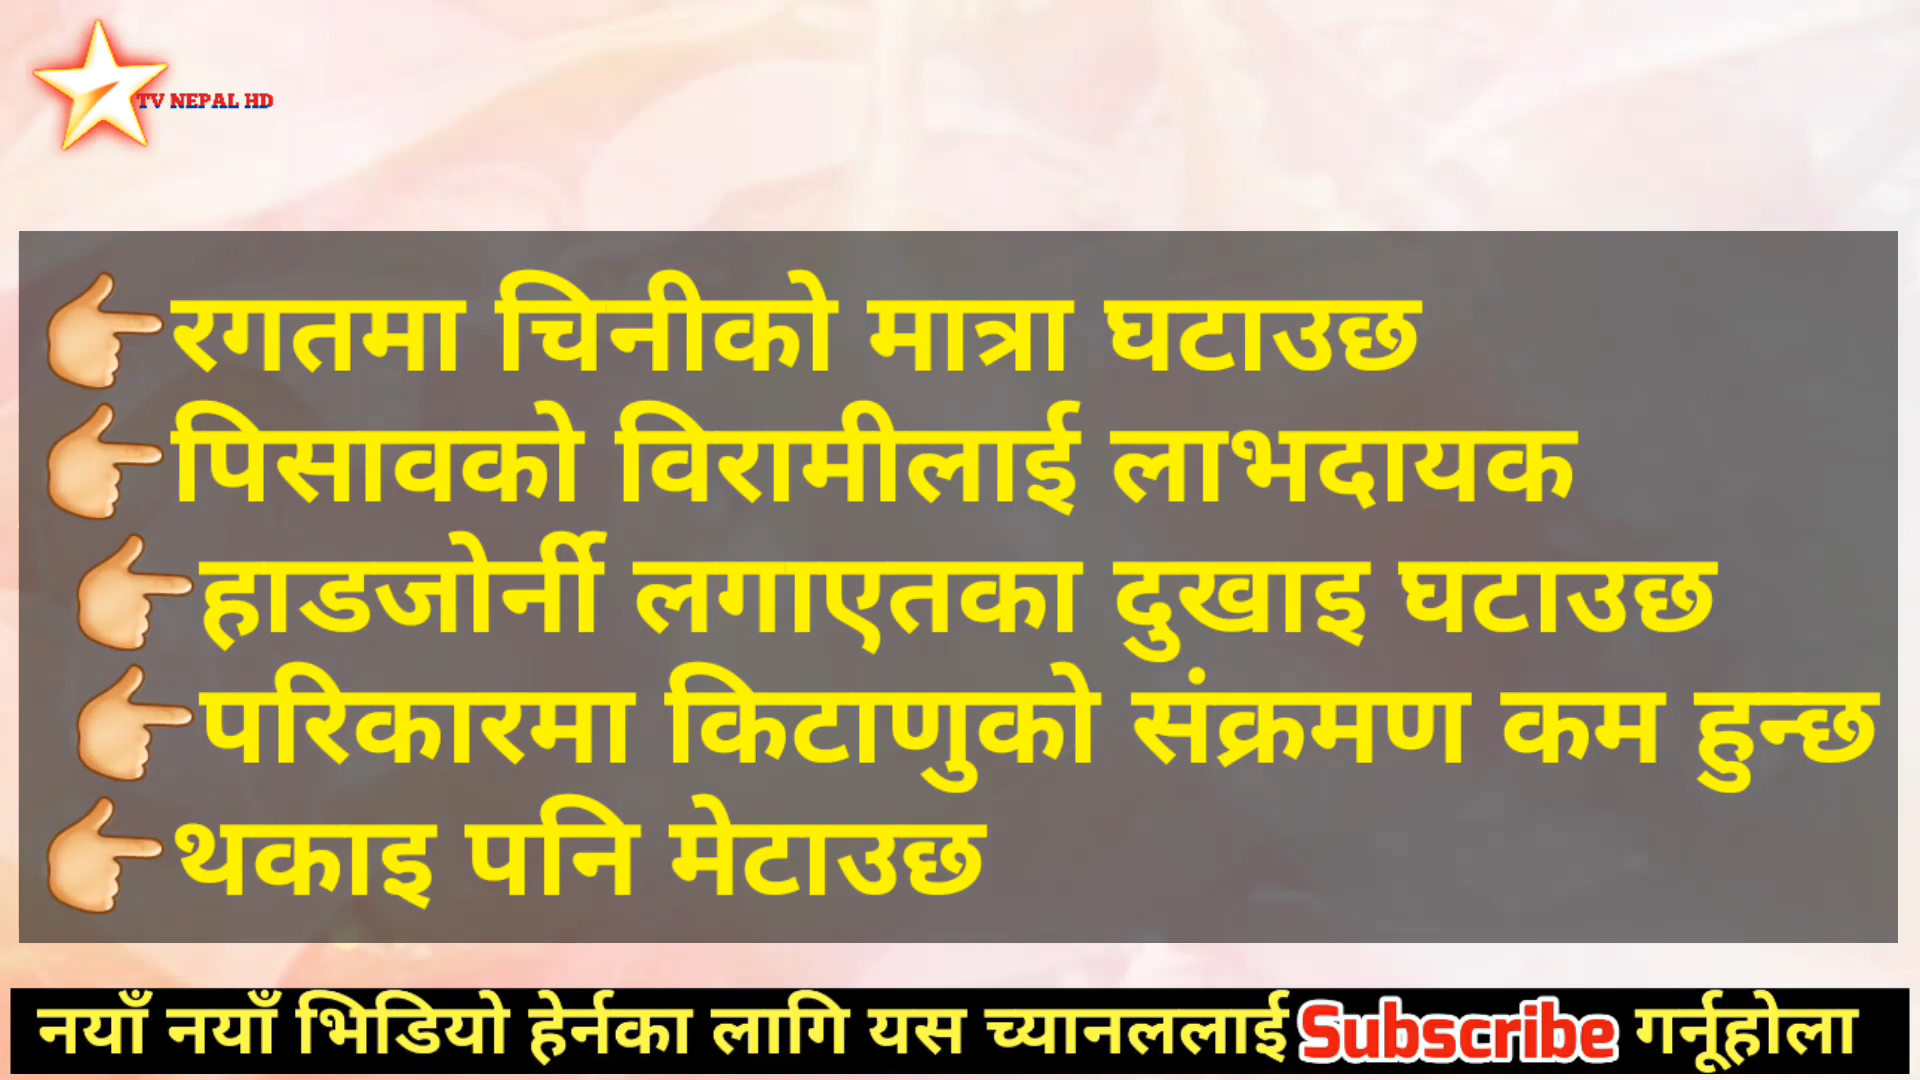 TV NEPAL HD
👉रगतमा चिनीको मात्रा घटाउछ
👉पिसावको विरामीलाई लाभदायक
👉हाडजोर्नी लगाएतका दुखाइ घटाउछ
👉परिकारमा किटाणुको संक्रमण कम हुन्छ
👉थकाइ पनि मेटाउछ
नयाँ नयाँ भिडियो हेर्नका लागि यस च्यानललाई Subscribe गर्नूहोला